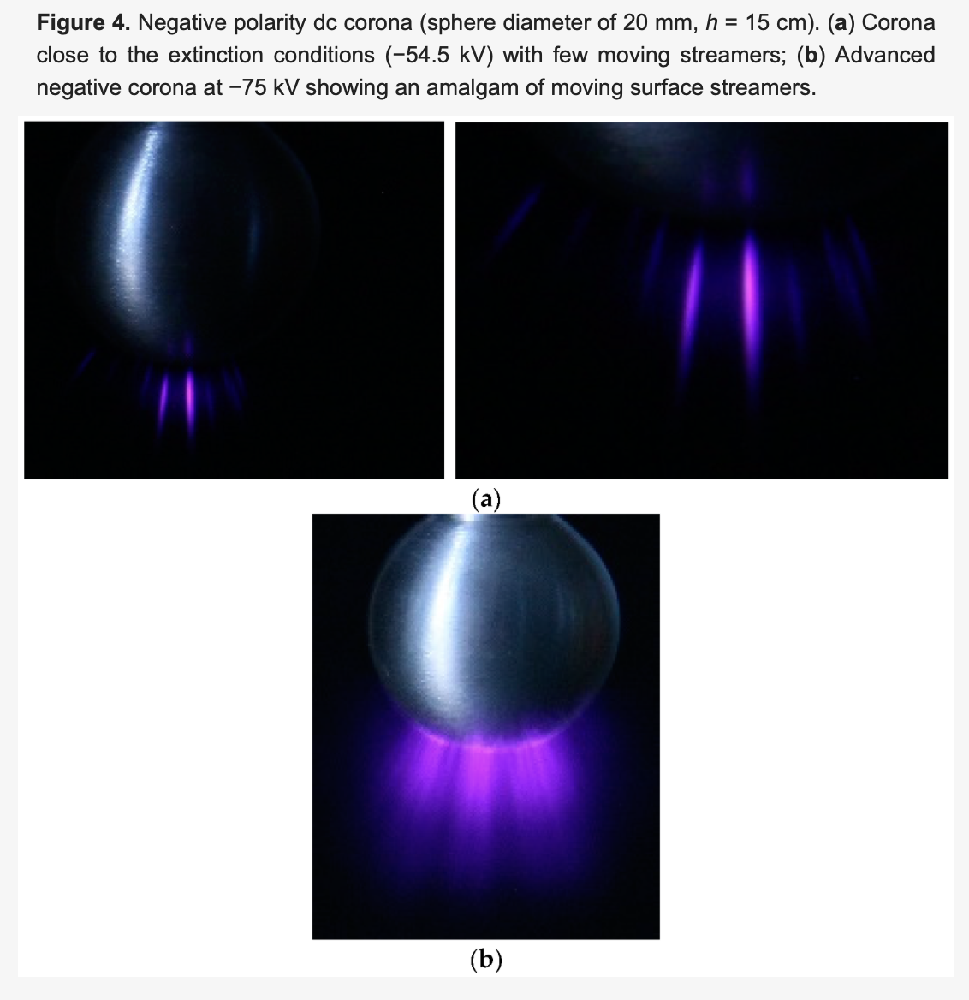 Figure 4. Negative polarity dc corona (sphere diameter of 20 mm, h = 15 cm). (a) Corona
close to the extinction conditions (−54.5 kV) with few moving streamers; (b) Advanced
negative corona at −75 kV showing an amalgam of moving surface streamers.
(a)
(b)